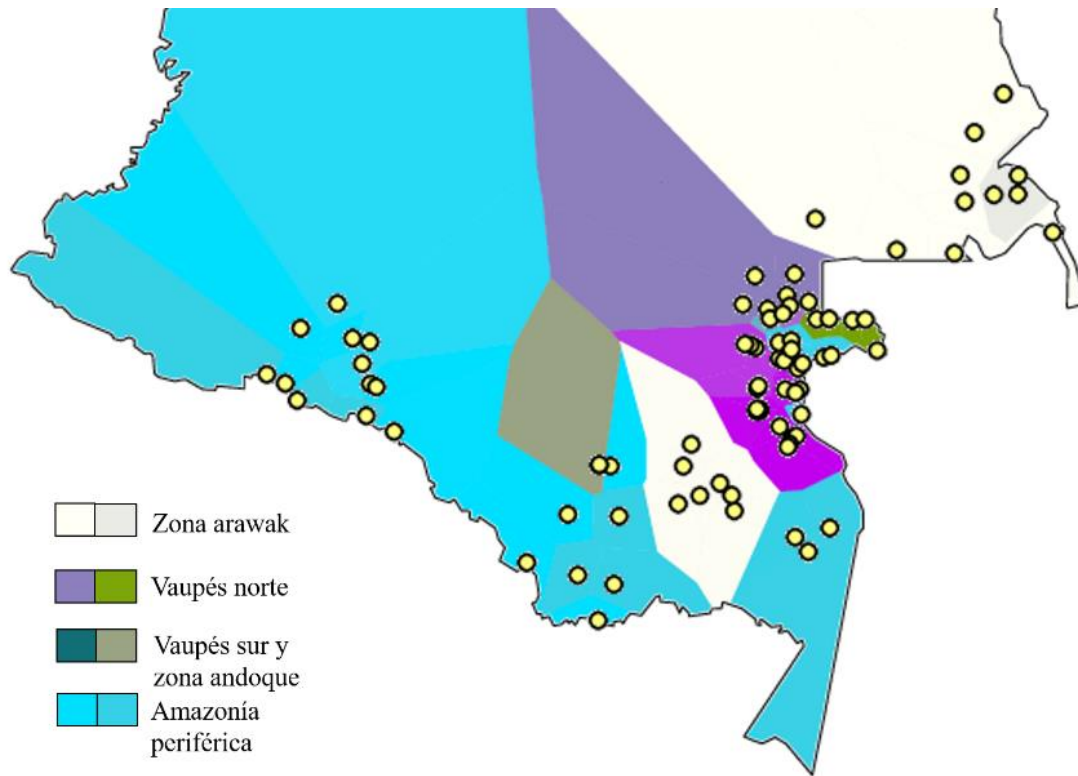 Zona arawak
Vaupés norte
Vaupés sur y
zona andoque
Amazonía
periférica